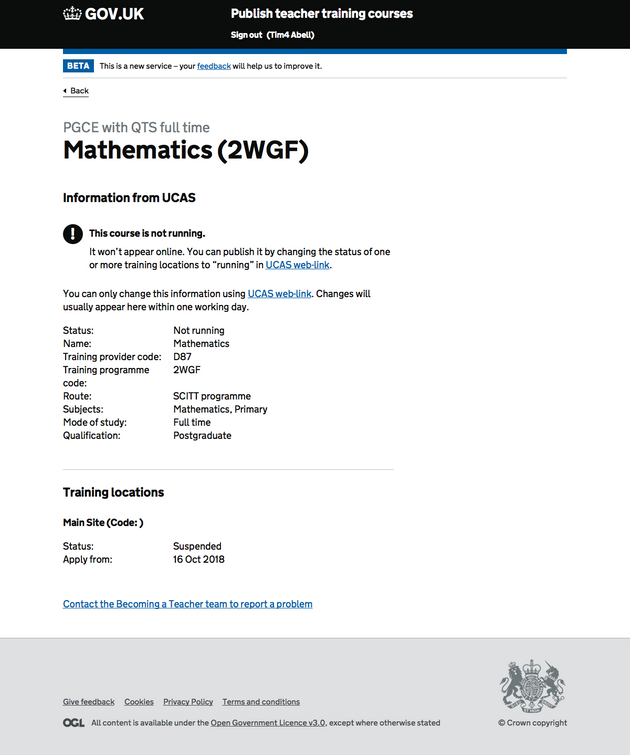 GOV.UK
Publish teacher training courses
Sign out (Tim4 Abell)
BETA This is a new service – your feedback will help us to improve it.
Back
PGCE with QTS full time
Mathematics (2WGF)
Information from UCAS
! This course is not running.
It won’t appear online. You can publish it by changing the status of one
or more training locations to “running” in UCAS web-link.
You can only change this information using UCAS web-link. Changes will
usually appear here within one working day.
Status: Not running
Name: Mathematics
Training provider code: D87
Training programme 2WGF
code:
Route: SCITT programme
Subjects: Mathematics, Primary
Mode of study: Full time
Qualification: Postgraduate
Training locations
Main Site (Code: )
Status: Suspended
Apply from: 16 Oct 2018
Contact the Becoming a Teacher team to report a problem
Give feedback Cookies Privacy Policy Terms and conditions
OGL All content is available under the Open Government Licence v3.0, except where otherwise stated
© Crown copyright